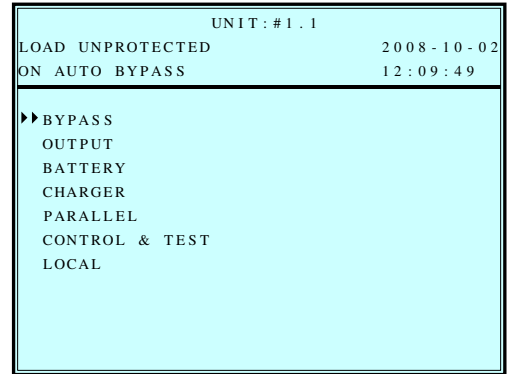 UNIT:#1.1
LOAD UNPROTECTED 2008-10-02
ON AUTO BYPASS 12:09:49
BYPASS
OUTPUT
BATTERY
CHARGER
PARALLEL
CONTROL & TEST
LOCAL